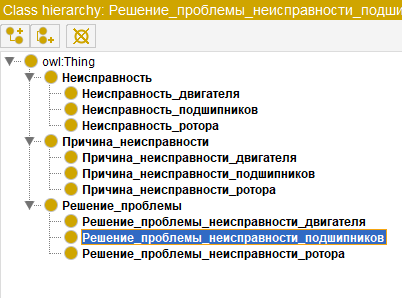 Class hierarchy: Решение_проблемы_неисправности_подши
owl:Thing
Неисправность
Неисправность_двигателя
Неисправность_подшипников
Неисправность_ротора
Причина_неисправности
Причина_неисправности_двигателя
Причина_неисправности_подшипников
Причина_неисправности_ротора
Решение_проблемы
Решение_проблемы_неисправности_двигателя
Решение_проблемы_неисправности_подшипников
Решение_проблемы_неисправности_ротора